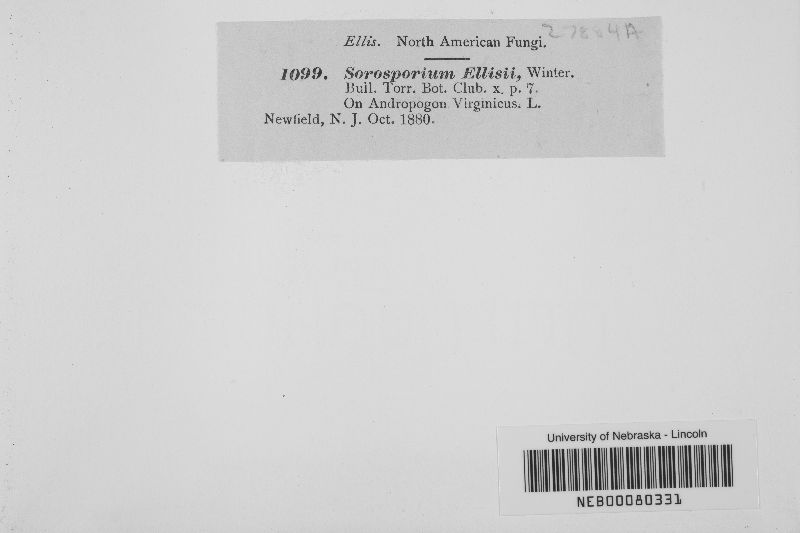 27884A
Ellis. North American Fungi.
1099. Sorosporium Ellisii, Winter.
Bull. Torr. Bot. Club. x. p. 7.
On Andropogon Virginicus. L.
Newfield, N. J. Oct. 1880.
University of Nebraska - Lincoln
NEB00080331